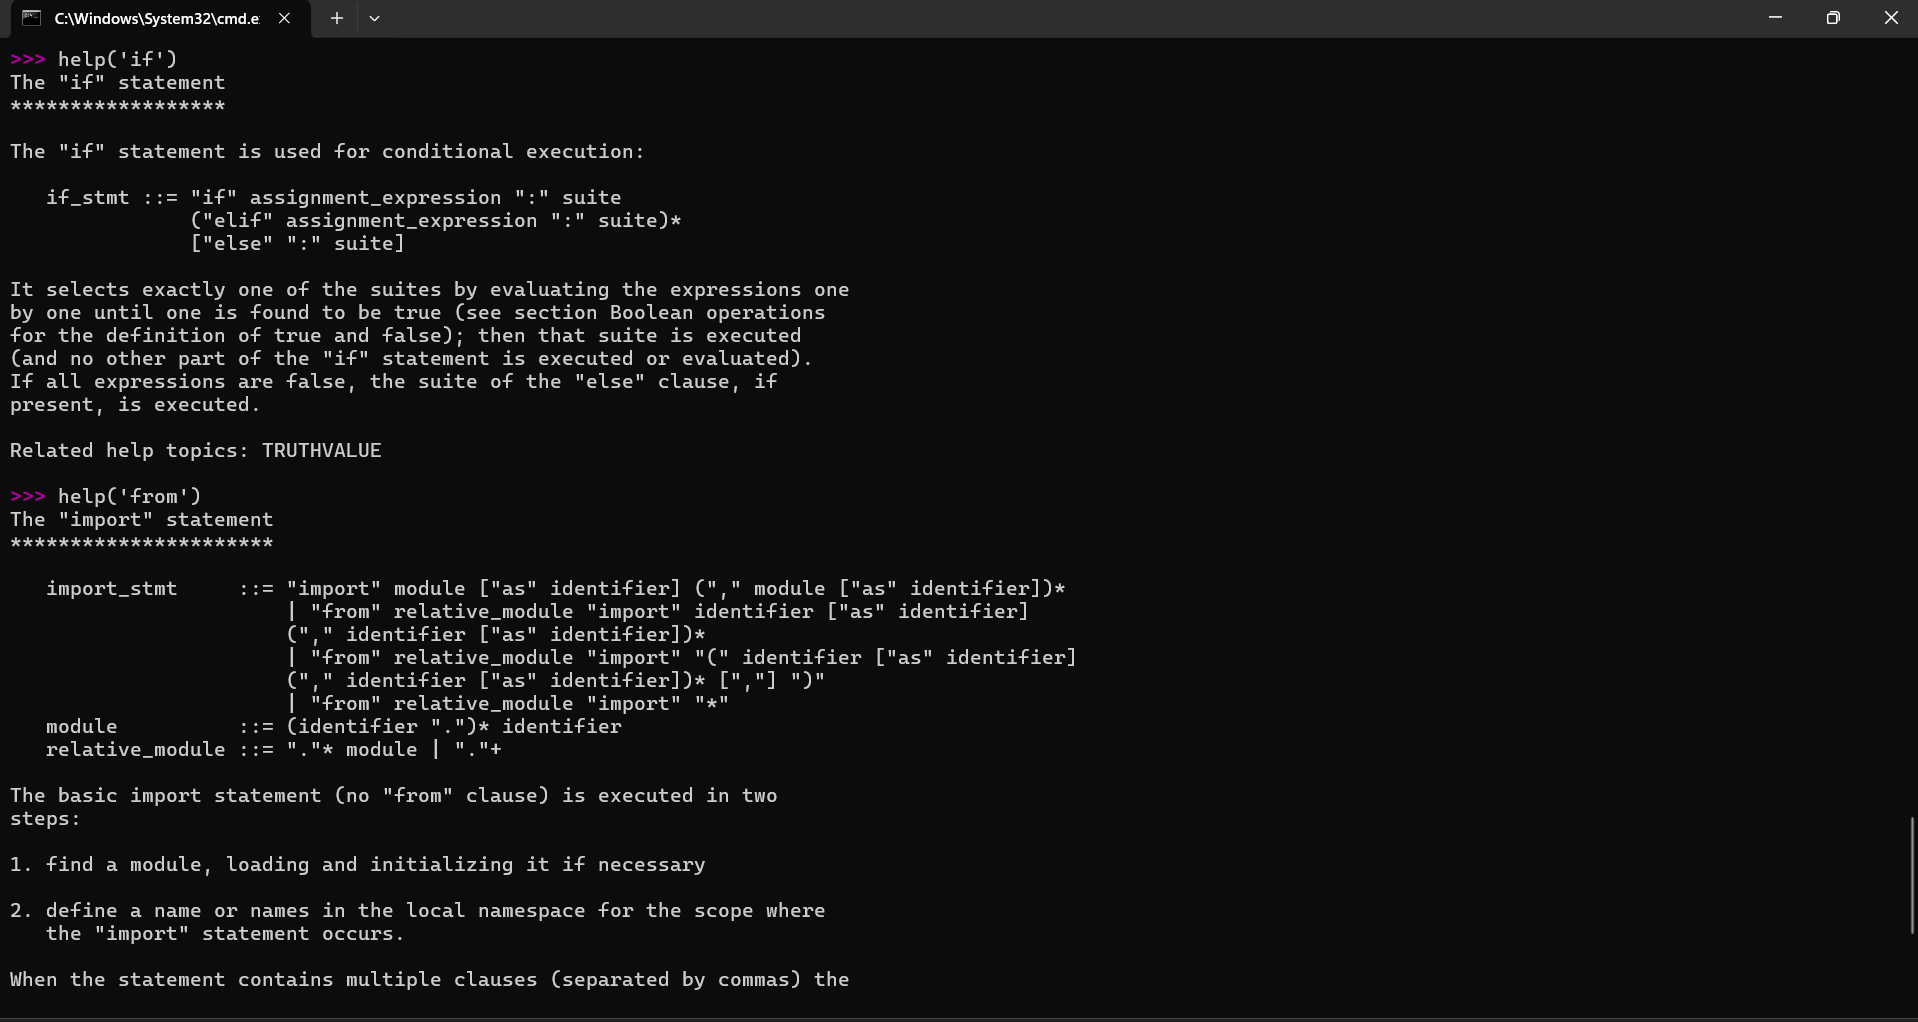 C:\Windows\System32\cmd.e
>>> help('if')
The "if" statement
******************
The "if" statement is used for conditional execution:
   if_stmt ::= "if" assignment_expression ":" suite
               ("elif" assignment_expression ":" suite)*
               ["else" ":" suite]
It selects exactly one of the suites by evaluating the expressions one
by one until one is found to be true (see section Boolean operations
for the definition of true and false); then that suite is executed
(and no other part of the "if" statement is executed or evaluated).
If all expressions are false, the suite of the "else" clause, if
present, is executed.
Related help topics: TRUTHVALUE
>>> help('from')
The "import" statement
**********************
   import_stmt     ::= "import" module ["as" identifier] ("," module ["as" identifier])*
                       | "from" relative_module "import" identifier ["as" identifier]
                       ("," identifier ["as" identifier])*
                       | "from" relative_module "import" "(" identifier ["as" identifier]
                       ("," identifier ["as" identifier])* [","] ")"
                       | "from" relative_module "import" "*"
   module          ::= (identifier ".")* identifier
   relative_module ::= "."* module | "."+
The basic import statement (no "from" clause) is executed in two
steps:
1. find a module, loading and initializing it if necessary
2. define a name or names in the local namespace for the scope where
   the "import" statement occurs.
When the statement contains multiple clauses (separated by commas) the